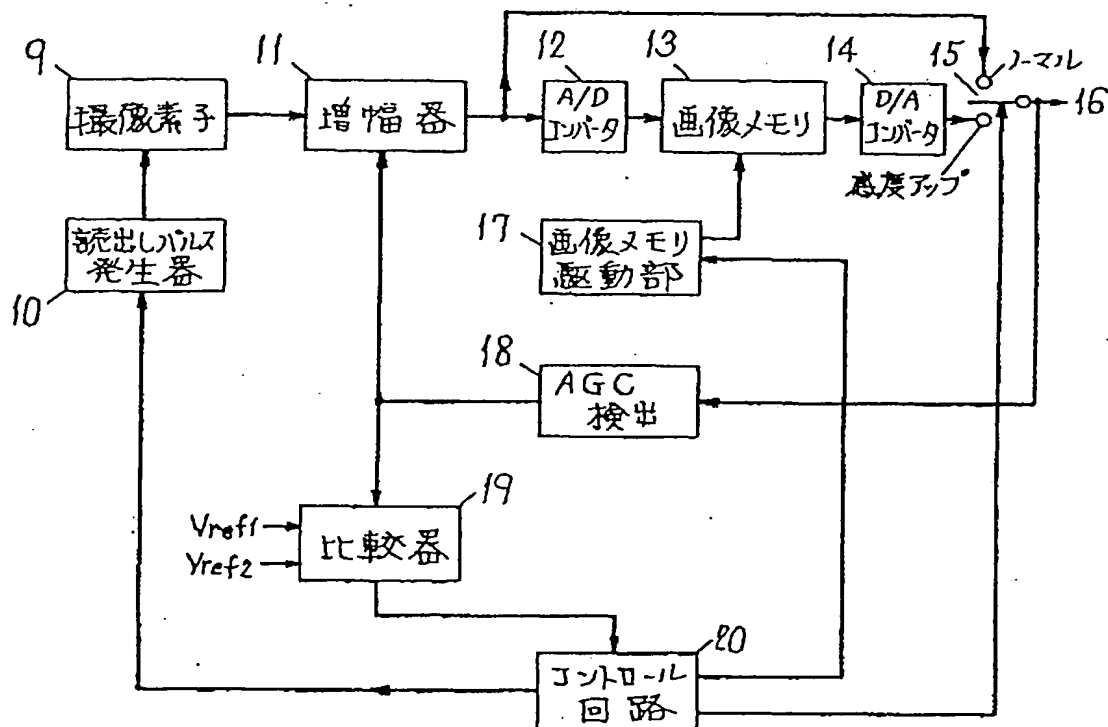 9
撮像素子
11
増幅器
12
A/D
コンバータ
13
画像メモリ
14
D/A
コンバータ
15
ノーマル
16
感度アップ
読出しパルス
発生器
10
17
画像メモリ
駆動部
18
AGC
検出
Vref1
Vref2
19
比較器
20
コントロール
回路